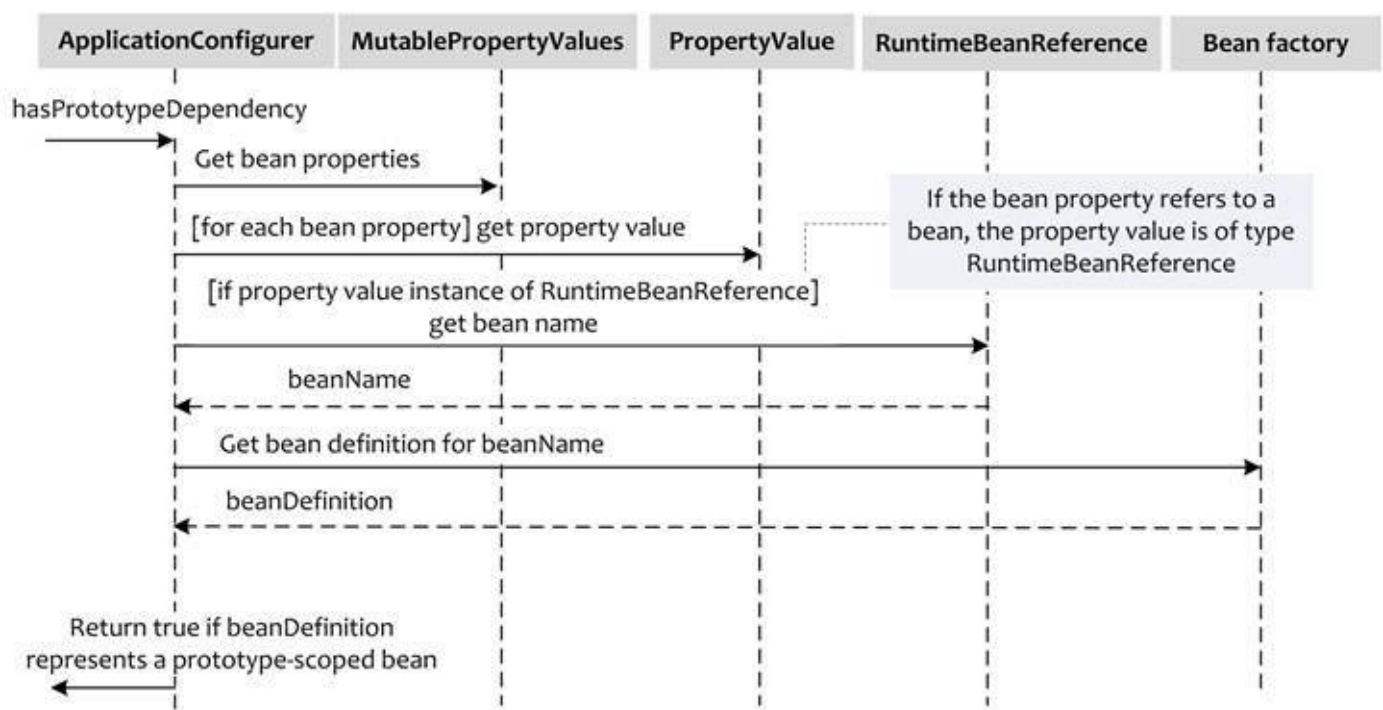 ApplicationConfigurer MutablePropertyValues PropertyValue RuntimeBeanReference Bean factory
hasPrototypeDependency
Get bean properties
If the bean property refers to a
bean, the property value is of type
RuntimeBeanReference
[for each bean property] get property value
[if property value instance of RuntimeBeanReference]
get bean name
beanName
Get bean definition for beanName
beanDefinition
Return true if beanDefinition
represents a prototype-scoped bean